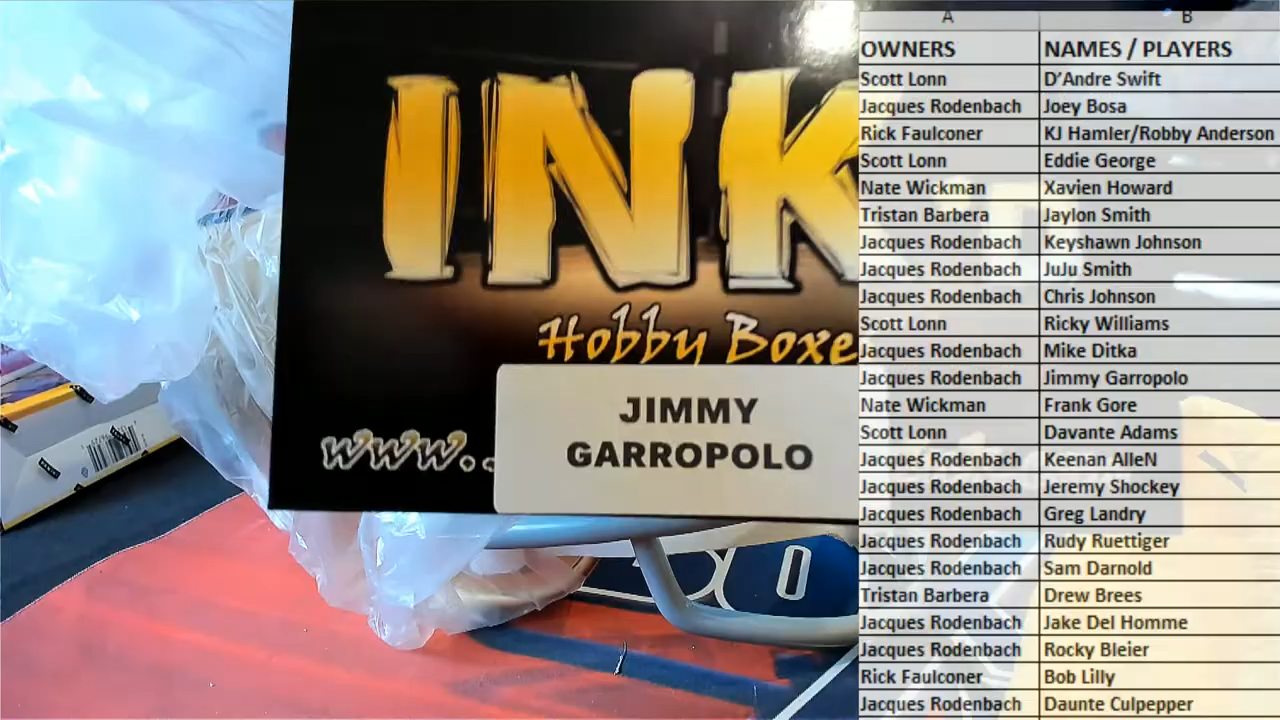 INK
Hobby Boxe
www..
JIMMY
GARROPOLO
A B
OWNERS NAMES / PLAYERS
Scott Lonn D’Andre Swift
Jacques Rodenbach Joey Bosa
Rick Faulconer KJ Hamler/Robby Anderson
Scott Lonn Eddie George
Nate Wickman Xavien Howard
Tristan Barbera Jaylon Smith
Jacques Rodenbach Keyshawn Johnson
Jacques Rodenbach JuJu Smith
Jacques Rodenbach Chris Johnson
Scott Lonn Ricky Williams
Jacques Rodenbach Mike Ditka
Jacques Rodenbach Jimmy Garropolo
Nate Wickman Frank Gore
Scott Lonn Davante Adams
Jacques Rodenbach Keenan AlleN
Jacques Rodenbach Jeremy Shockey
Jacques Rodenbach Greg Landry
Jacques Rodenbach Rudy Ruettiger
Jacques Rodenbach Sam Darnold
Tristan Barbera Drew Brees
Jacques Rodenbach Jake Del Homme
Jacques Rodenbach Rocky Bleier
Rick Faulconer Bob Lilly
Jacques Rodenbach Daunte Culpepper
0